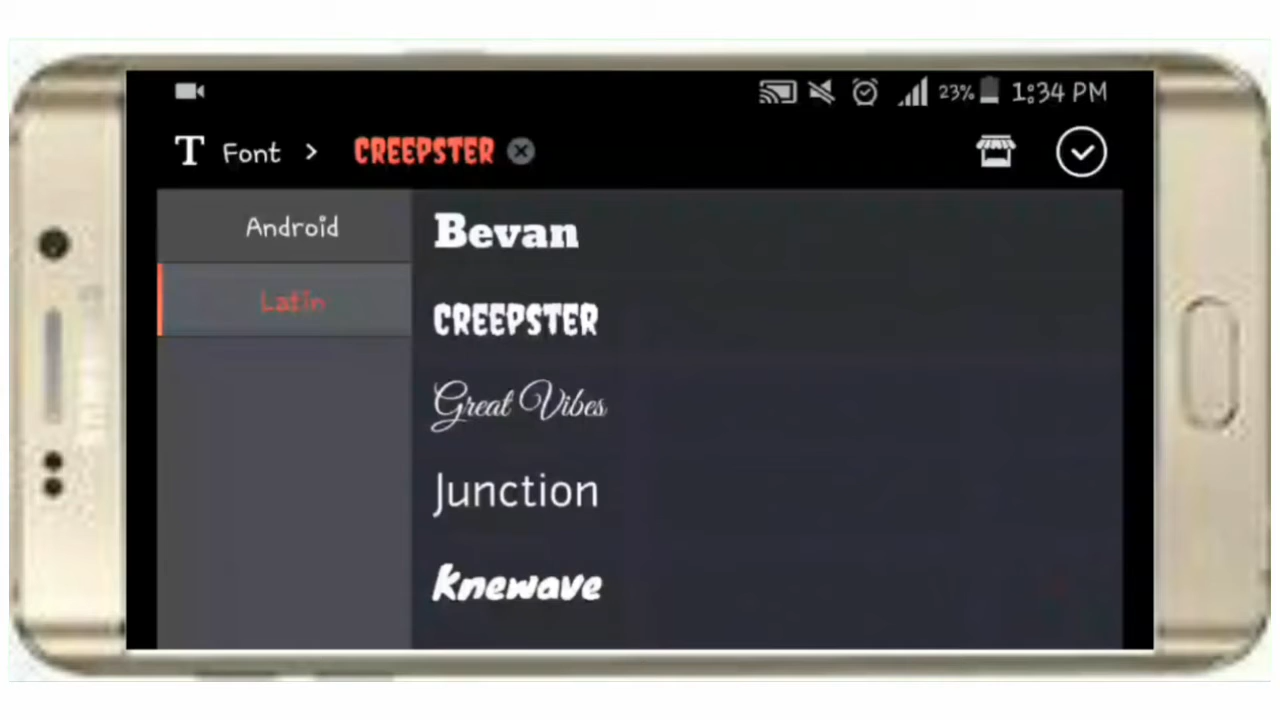 23% 1:34 PM
T Font > CREEPSTER
Android
Latin
Bevan
CREEPSTER
Great Vibes
Junction
Knewave